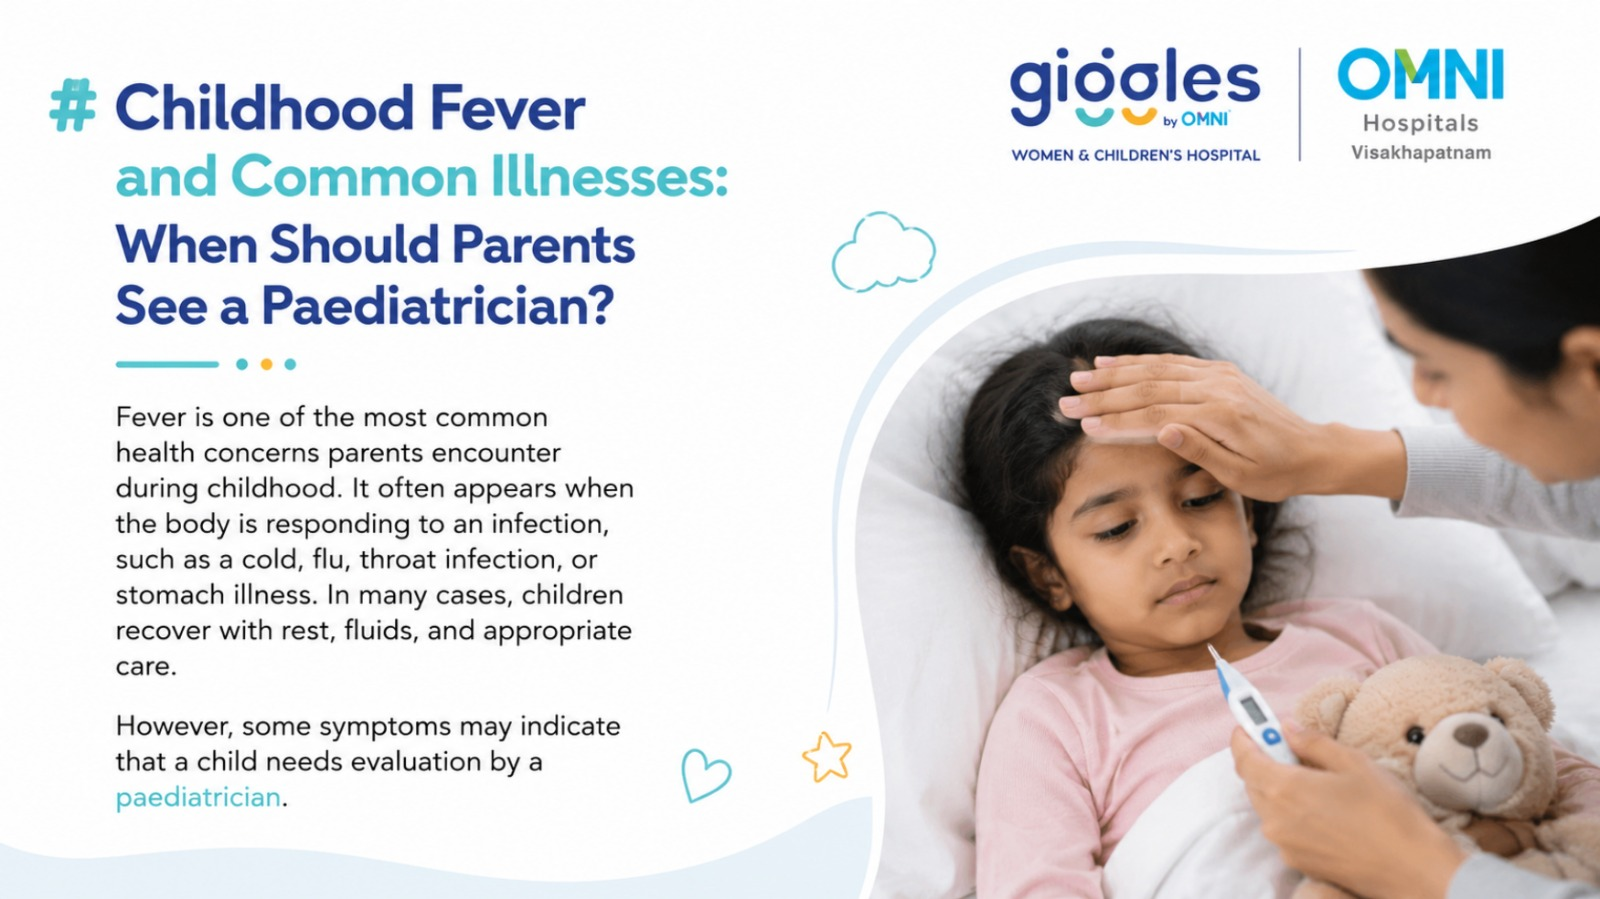 # Childhood Fever
and Common Illnesses:
When Should Parents
See a Paediatrician?
Fever is one of the most common
health concerns parents encounter
during childhood. It often appears when
the body is responding to an infection,
such as a cold, flu, throat infection, or
stomach illness. In many cases, children
recover with rest, fluids, and appropriate
care.
However, some symptoms may indicate
that a child needs evaluation by a
paediatrician.
giggles
by OMNI
WOMEN & CHILDREN'S HOSPITAL
OMNI
Hospitals
Visakhapatnam